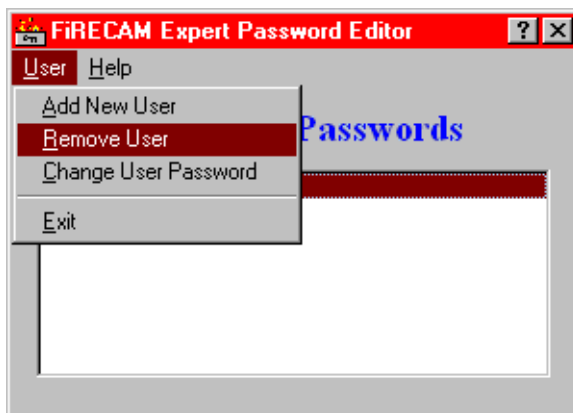 FiRECAM Expert Password Editor
User Help
Add New User
Remove User
Passwords
Change User Password
Exit